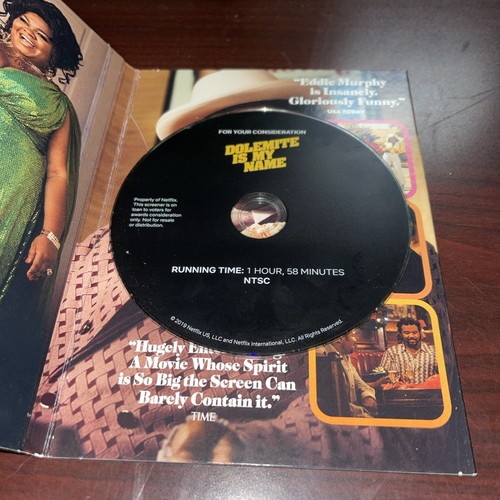 “Eddie Murphy
is Insanely,
Gloriously Funny.”
USA TODAY
FOR YOUR CONSIDERATION
DOLEMITE
IS MY
NAME
Property of Netflix.
This screener is on
loan to voters for
awards consideration
only. Not for resale
or distribution.
RUNNING TIME: 1 HOUR, 58 MINUTES
NTSC
© 2019 Netflix US, LLC and Netflix International, LLC. All Rights Reserved.
“Hugely
A Movie Whose Spirit
is So Big the Screen Can
Barely Contain it.”
TIME